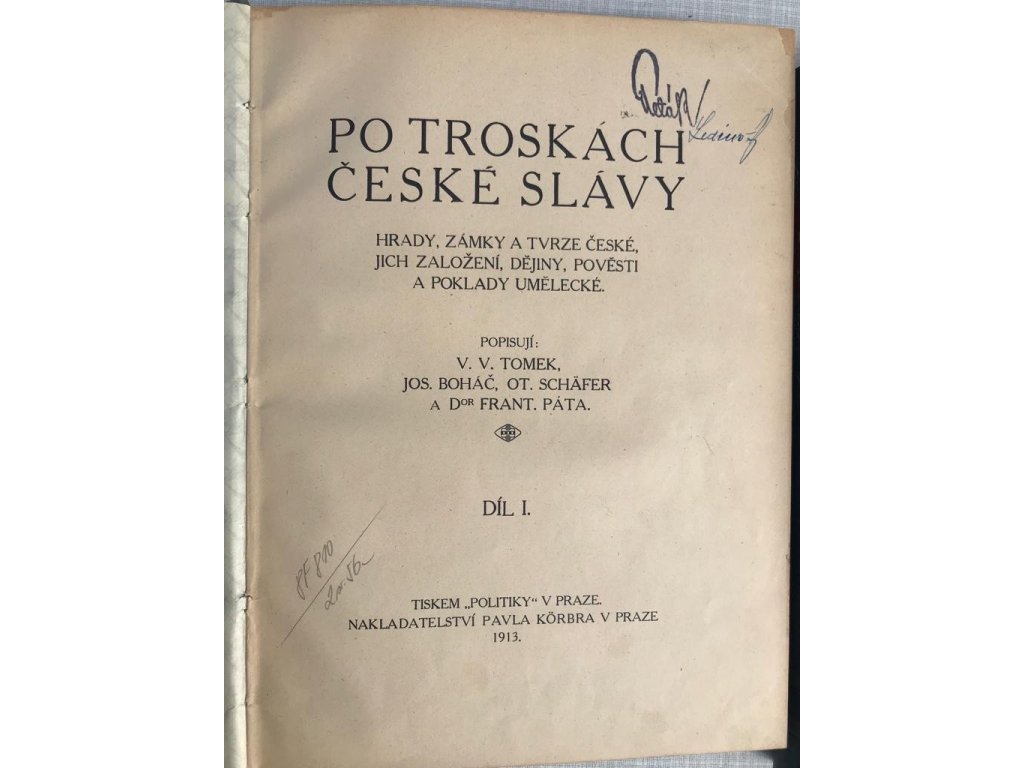 PO TROSKÁCH
ČESKÉ SLÁVY
HRADY, ZÁMKY A TVRZE ČESKÉ,
JICH ZALOŽENÍ, DĚJINY, POVĚSTI
A POKLADY UMĚLECKÉ.
POPISUJÍ:
V. V. TOMEK,
JOS. BOHÁČ, OT. SCHÄFER
A DOR FRANT. PÁTA.
DÍL I.
TISKEM „POLITIKY“ V PRAZE.
NAKLADATELSTVÍ PAVLA KÖRBRA V PRAZE
1913.